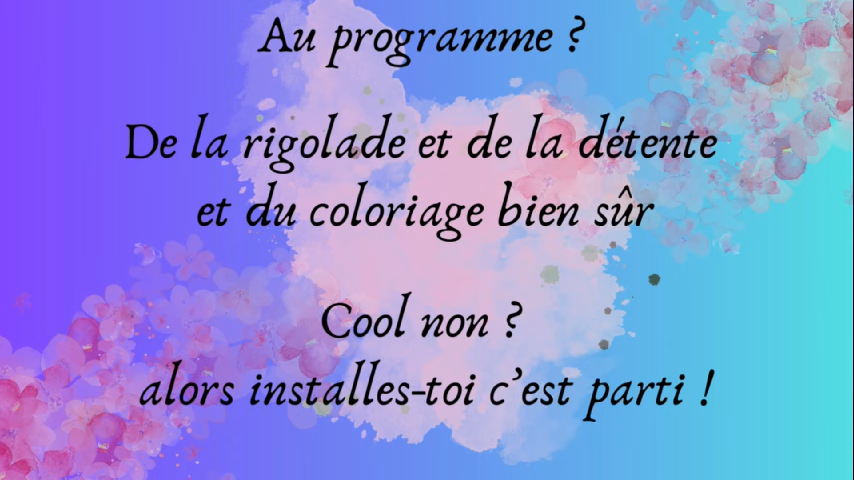 Au programme ?
De la rigolade et de la détente
et du coloriage bien sûr
Cool non ?
alors installes-toi c'est parti !